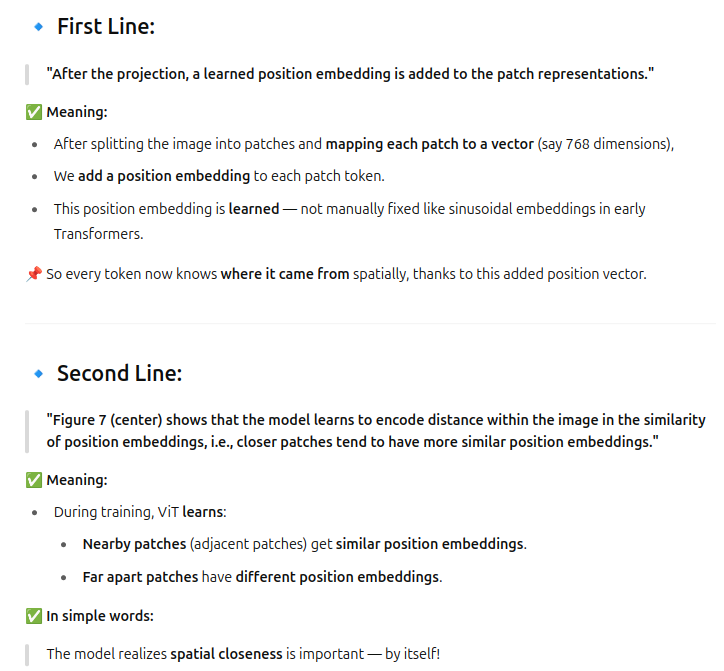 First Line:
"After the projection, a learned position embedding is added to the patch representations."
Meaning:
After splitting the image into patches and mapping each patch to a vector (say 768 dimensions),
We add a position embedding to each patch token.
This position embedding is learned — not manually fixed like sinusoidal embeddings in early
Transformers.
So every token now knows where it came from spatially, thanks to this added position vector.
Second Line:
"Figure 7 (center) shows that the model learns to encode distance within the image in the similarity
of position embeddings, i.e., closer patches tend to have more similar position embeddings."
Meaning:
During training, ViT learns:
Nearby patches (adjacent patches) get similar position embeddings.
Far apart patches have different position embeddings.
In simple words:
The model realizes spatial closeness is important — by itself!